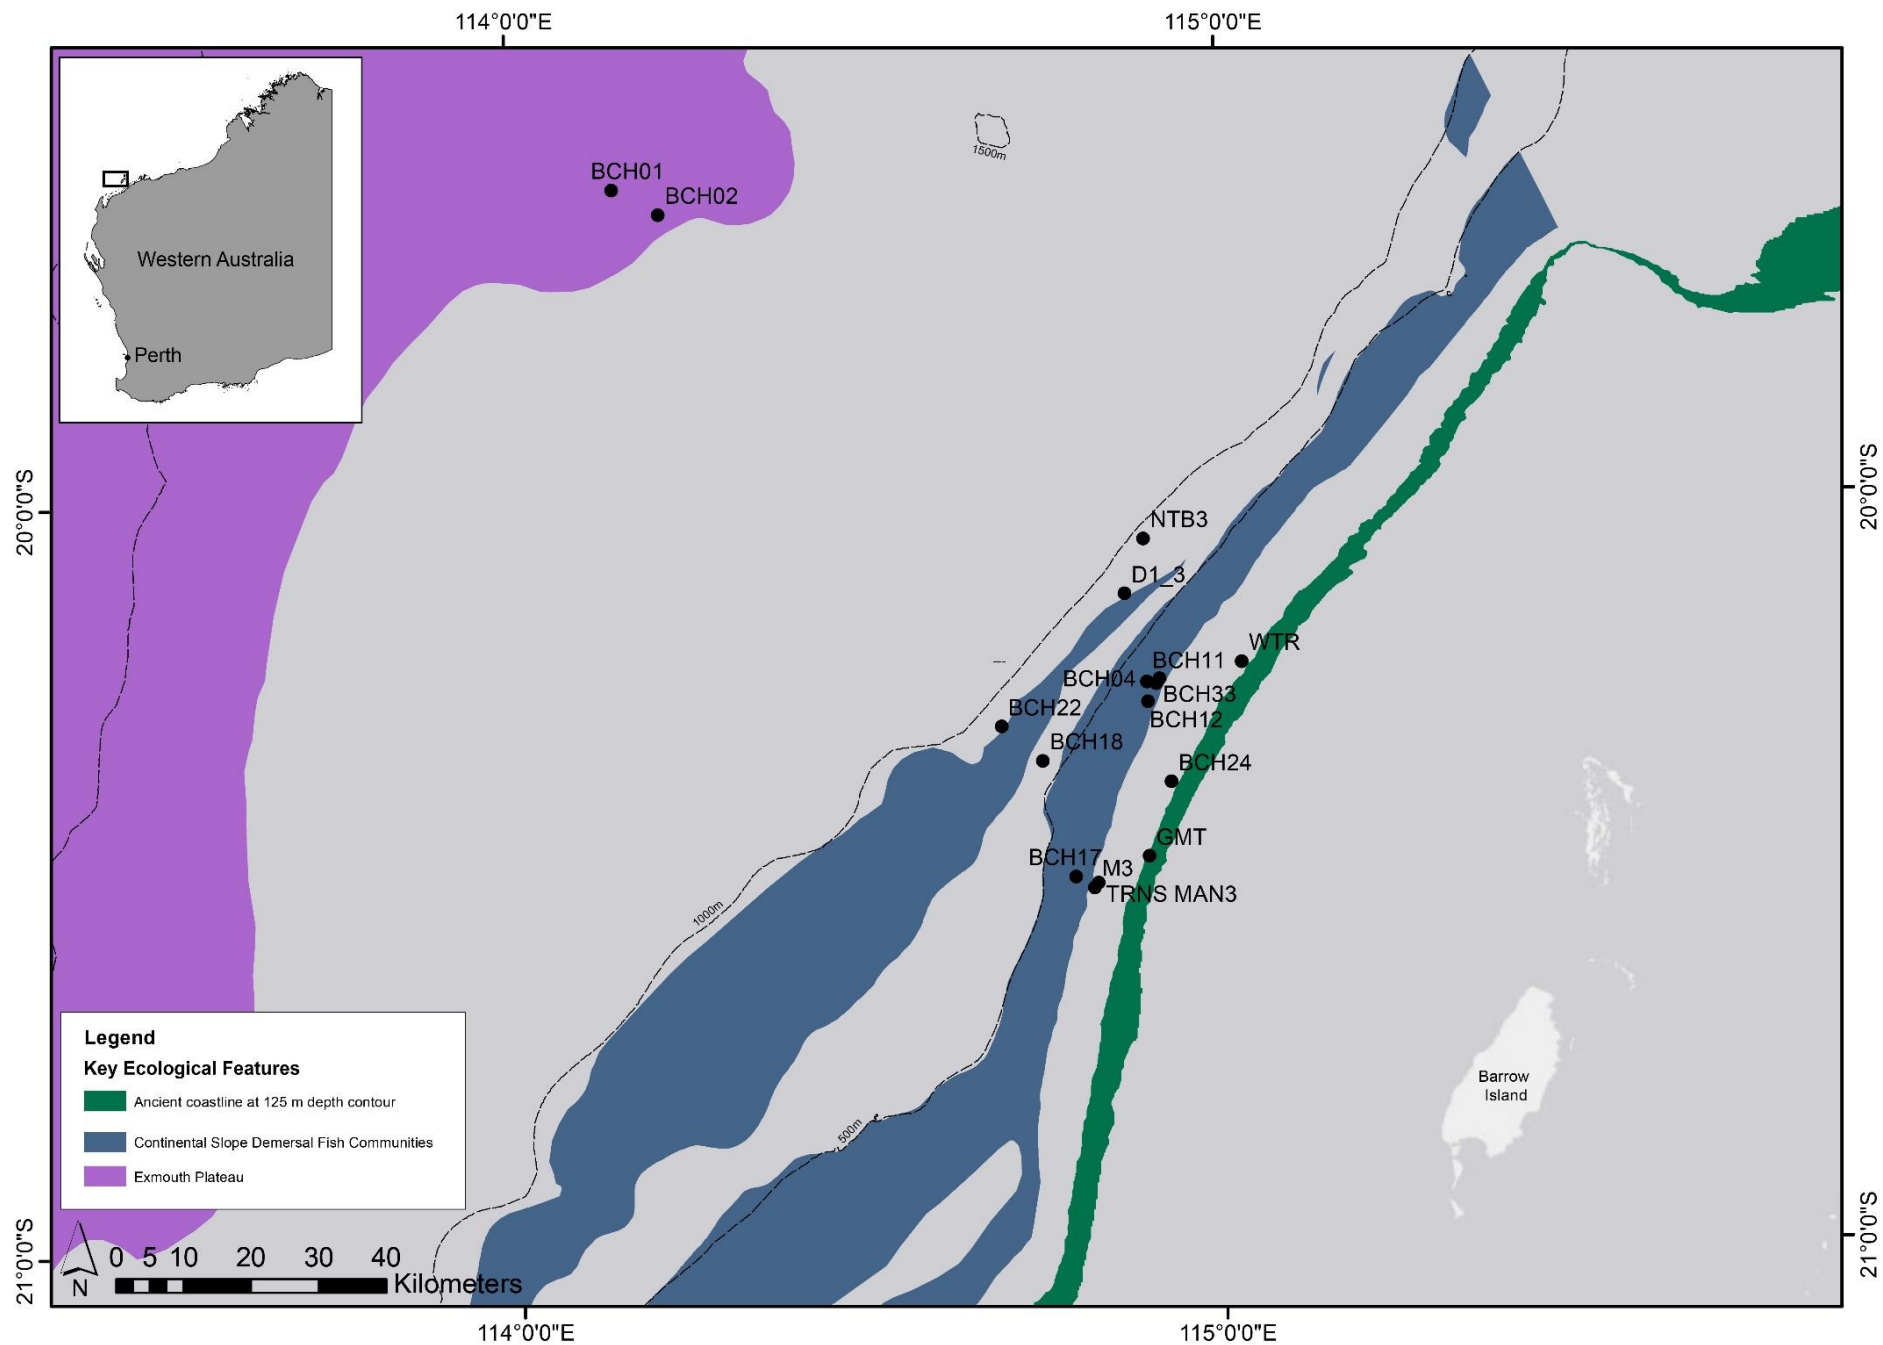 114°0'0"E
115°0'0"E
1500m
BCH01
BCH02
Western Australia
Perth
20°0'0"S
20°0'0"S
NTB3
D1_3
WTR
BCH11
BCH04
BCH33
BCH22
BCH12
BCH18
BCH24
GMT
BCH17
M3
TRNS MAN3
1000m
Legend
Key Ecological Features
Ancient coastline at 125 m depth contour
Continental Slope Demersal Fish Communities
Exmouth Plateau
Barrow
Island
500m
21°0'0"S
21°0'0"S
0 5 10 20 30 40
Kilometers
N
114°0'0"E
115°0'0"E